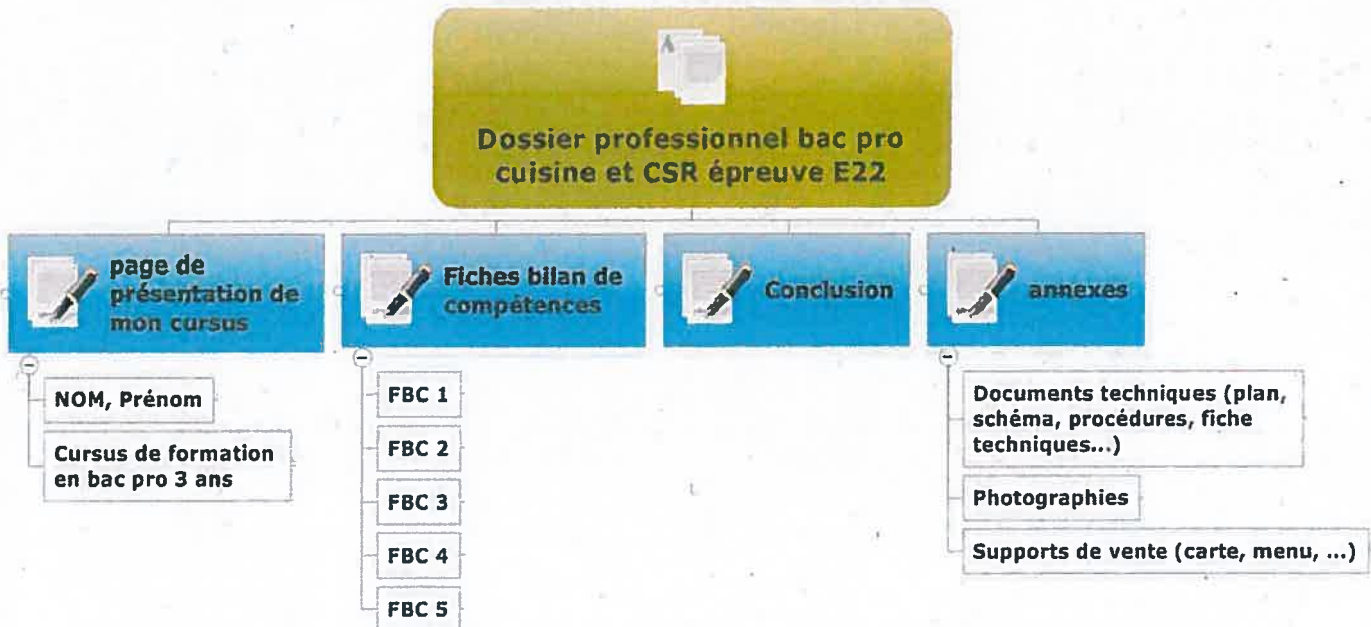 Dossier professionnel bac pro
cuisine et CSR épreuve E22
page de
présentation de
mon cursus
NOM, Prénom
Cursus de formation
en bac pro 3 ans
Fiches bilan de
compétences
FBC 1
FBC 2
FBC 3
FBC 4
FBC 5
Conclusion
annexes
Documents techniques (plan,
schéma, procédures, fiche
techniques...)
Photographies
Supports de vente (carte, menu, ...)